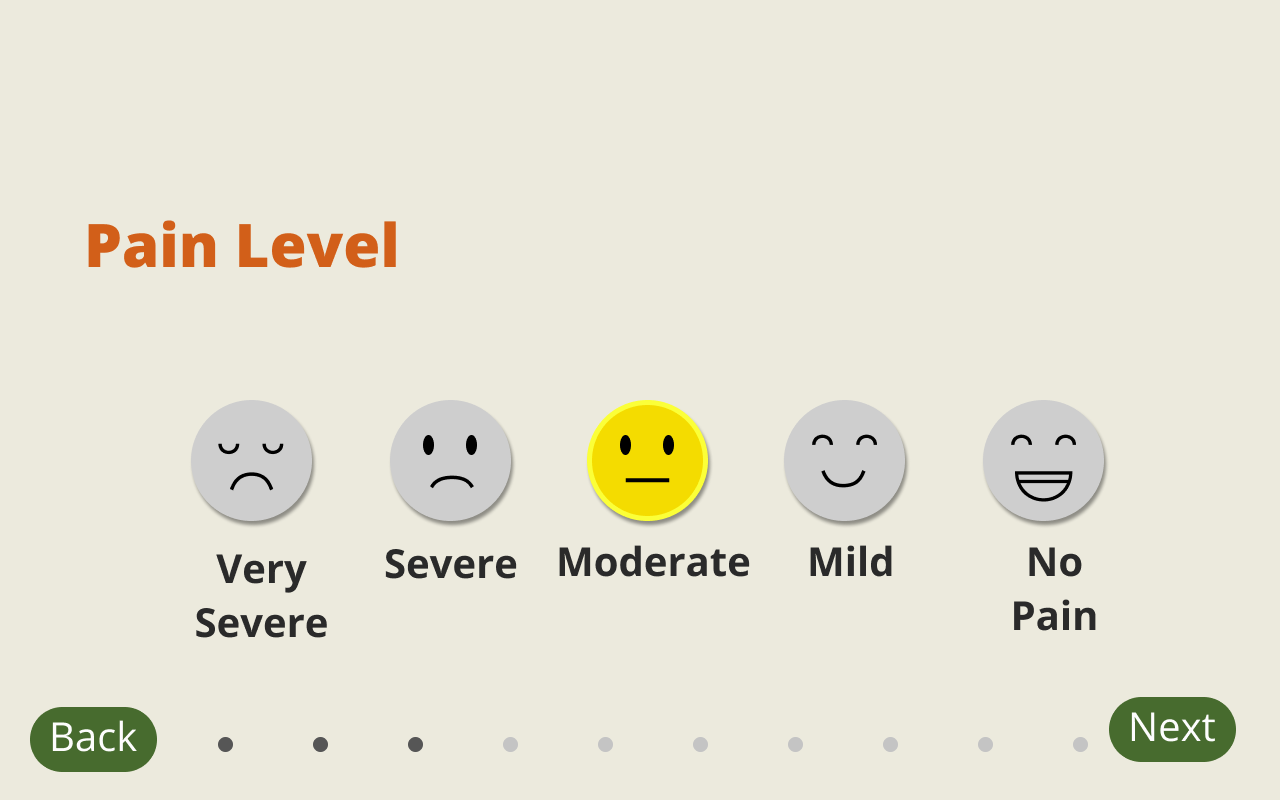 Pain Level
Very
Severe
Severe
Moderate
Mild
No
Pain
Back
Next